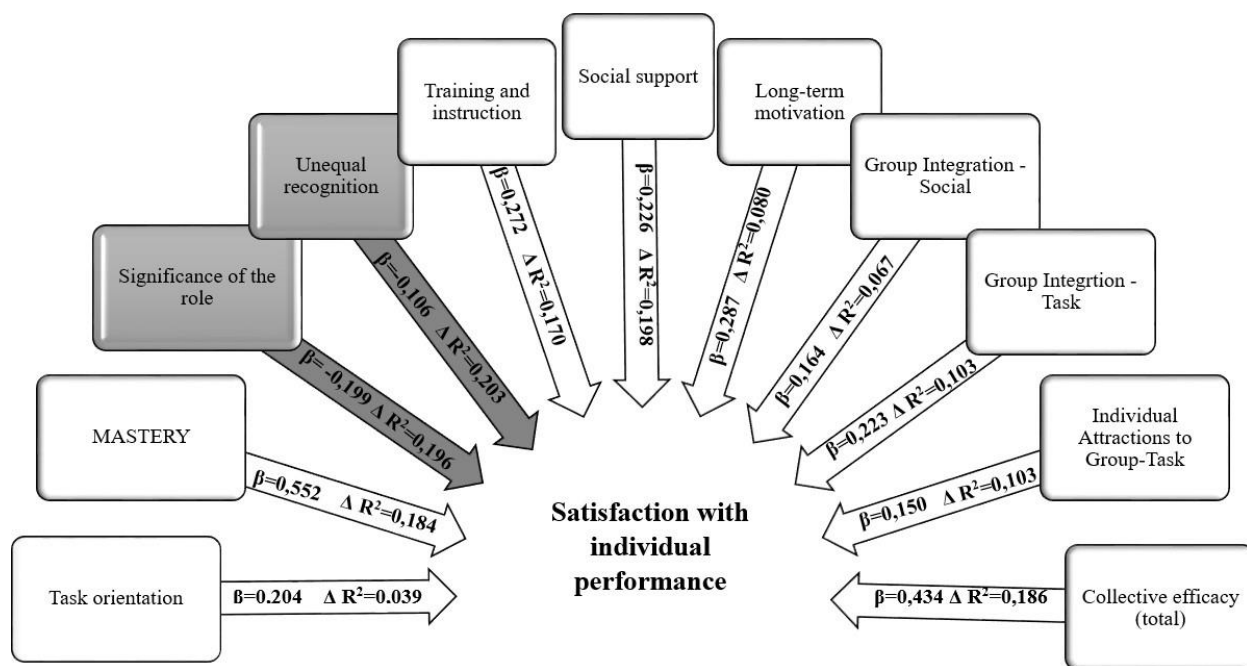 Social support
Training and
instruction
Long-term
motivation
Unequal
recognition
Group Integration -
Social
Significance of the
role
Group Integrtion -
Task
MASTERY
Individual
Attractions to
Group-Task
Task orientation
Collective efficacy
(total)
ß=0.204 Δ R²=0.039
β=0,552 Δ R²=0,184
β= -0,199 Δ R²=0,196
β=-0,106 Δ R²=0,203
β=0,272 Δ R²=0,170
β=0,226 Δ R²=0,198
β=0,287 Δ R²=0,080
β=0,164 Δ R²=0,067
β=0,223 Δ R²=0,103
β=0,150 Δ R²=0,103
β=0,434 Δ R²=0,186
Satisfaction with
individual
performance